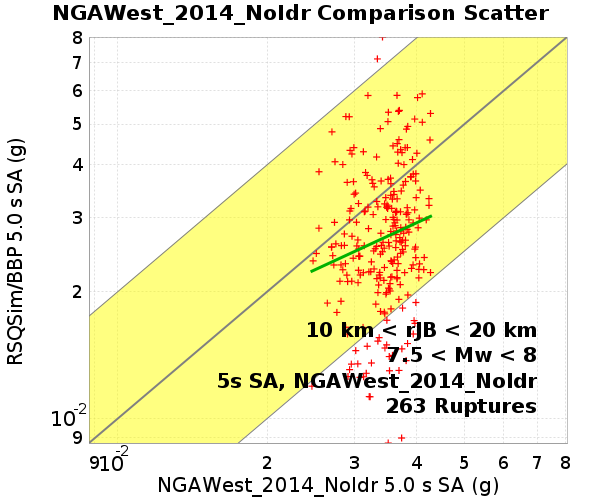 NGAWest_2014_NoIdr Comparison Scatter
RSQSim/BBP 5.0 s SA (g)
8
7
6
5
4
3
2
10-2
9
10 km < rJB < 20 km
7.5 < Mw < 8
5s SA, NGAWest_2014_NoIdr
263 Ruptures
9 10-2 2 3 4 5 6 7 8
NGAWest_2014_NoIdr 5.0 s SA (g)